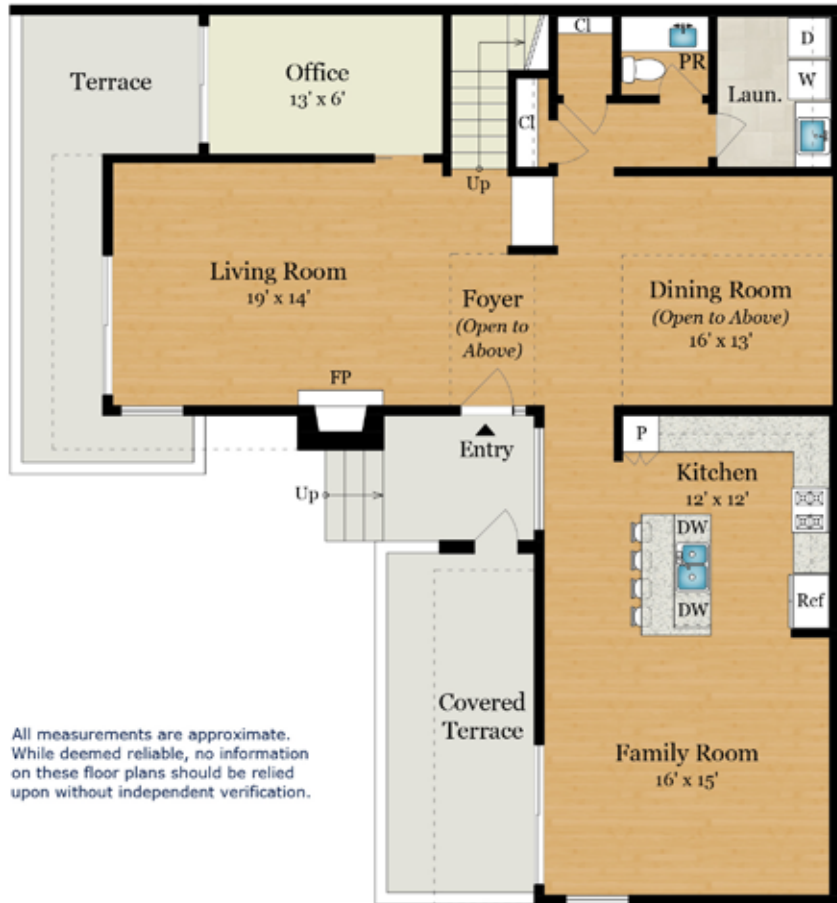 Terrace
Office
13' x 6'
Cl
PR
D
W
Laun.
Cl
Up
Living Room
19' x 14'
Foyer
(Open to
Above)
Dining Room
(Open to Above)
16' x 13'
FP
Entry
Up
P
Kitchen
12' x 12'
DW
DW
Ref
Covered
Terrace
Family Room
16' x 15'
All measurements are approximate.
While deemed reliable, no information
on these floor plans should be relied
upon without independent verification.